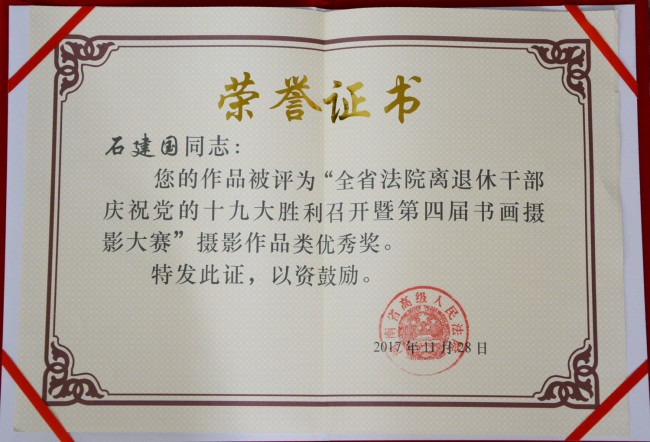 荣誉证书
石建国同志：
您的作品被评为“全省法院离退休干部
庆祝党的十九大胜利召开暨第四届书画摄
影大赛”摄影作品类优秀奖。
特发此证，以资鼓励。
南省高级人民法院
2017年11月28日